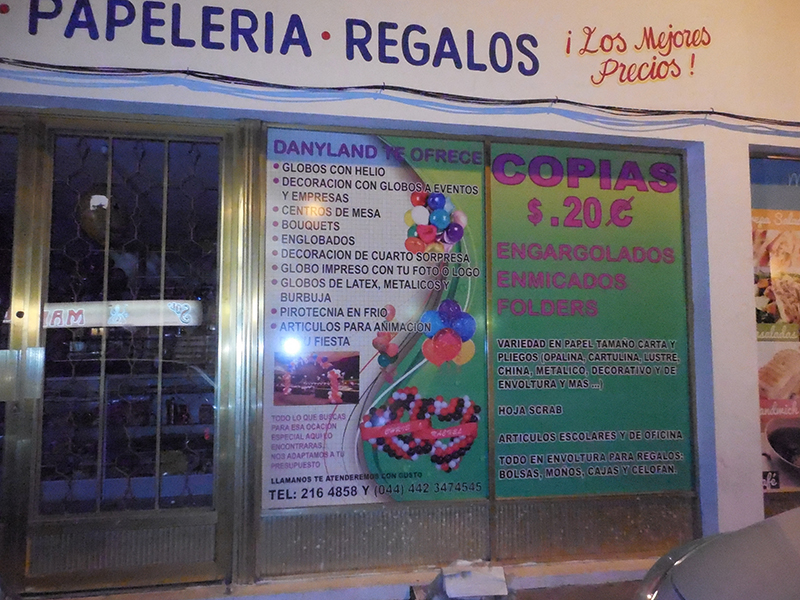 · PAPELERIA · REGALOS
¡Los Mejores
Precios!
DANYLAND TE OFRECE
• GLOBOS CON HELIO
• DECORACION CON GLOBOS A EVENTOS
Y EMPRESAS
• CENTROS DE MESA
• BOUQUETS
• ENGLOBADOS
• DECORACION DE CUARTO SORPRESA
• GLOBO IMPRESO CON TU FOTO O LOGO
• GLOBOS DE LATEX, METALICOS Y
BURBUJA
• PIROTECNIA EN FRIO
• ARTICULOS PARA ANIMACION
TU FIESTA
TODO LO QUE BUSCAS
PARA ESA OCACIÓN
ESPECIAL AQUI LO
ENCONTRARAS...
NOS ADAPTAMOS A TU
PRESUPUESTO
LLAMANOS TE ATENDEREMOS CON GUSTO
TEL: 216 4858 Y (044) 442 3474545
COPIAS
$ .20 ¢
ENGARGOLADOS
ENMICADOS
FOLDERS
VARIEDAD EN PAPEL TAMAÑO CARTA Y
PLIEGOS (OPALINA, CARTULINA, LUSTRE,
CHINA, METALICO, DECORATIVO Y DE
ENVOLTURA Y MAS ...)
HOJA SCRAB
ARTICULOS ESCOLARES Y DE OFICINA
TODO EN ENVOLTURA PARA REGALOS:
BOLSAS, MOÑOS, CAJAS Y CELOFAN.